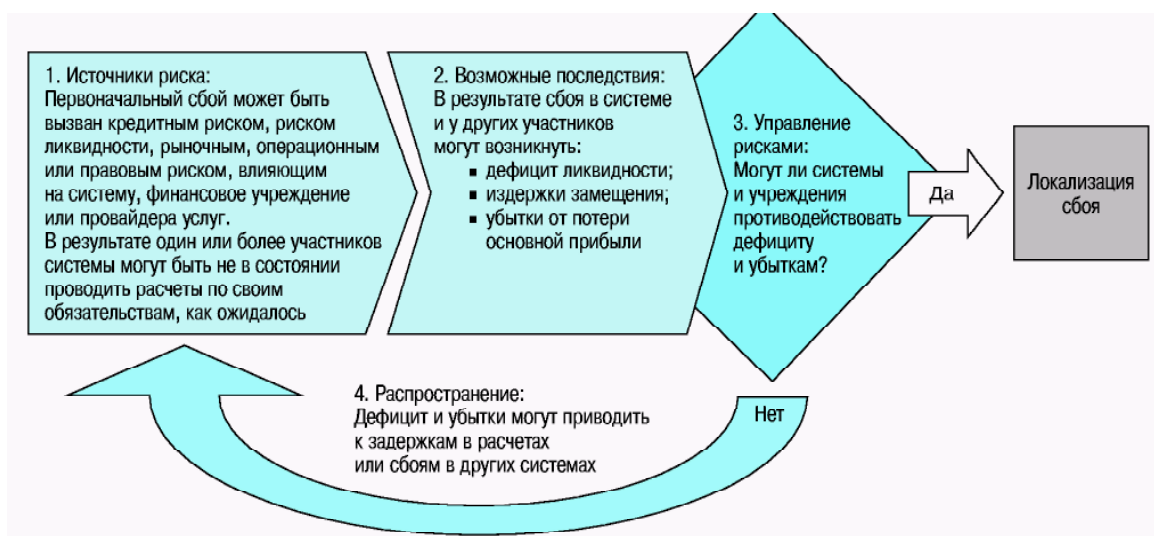 1. Источники риска:
Первоначальный сбой может быть
вызван кредитным риском, риском
ликвидности, рыночным, операционным
или правовым риском, влияющим
на систему, финансовое учреждение
или провайдера услуг.
В результате один или более участников
системы могут быть не в состоянии
проводить расчеты по своим
обязательствам, как ожидалось
2. Возможные последствия:
В результате сбоя в системе
и у других участников
могут возникнуть:
▪ дефицит ликвидности;
▪ издержки замещения;
▪ убытки от потери
основной прибыли
3. Управление
рисками:
Могут ли системы
и учреждения
противодействовать
дефициту
и убыткам?
Да
Локализация
сбоя
4. Распространение:
Дефицит и убытки могут приводить
к задержкам в расчетах
или сбоям в других системах
Нет